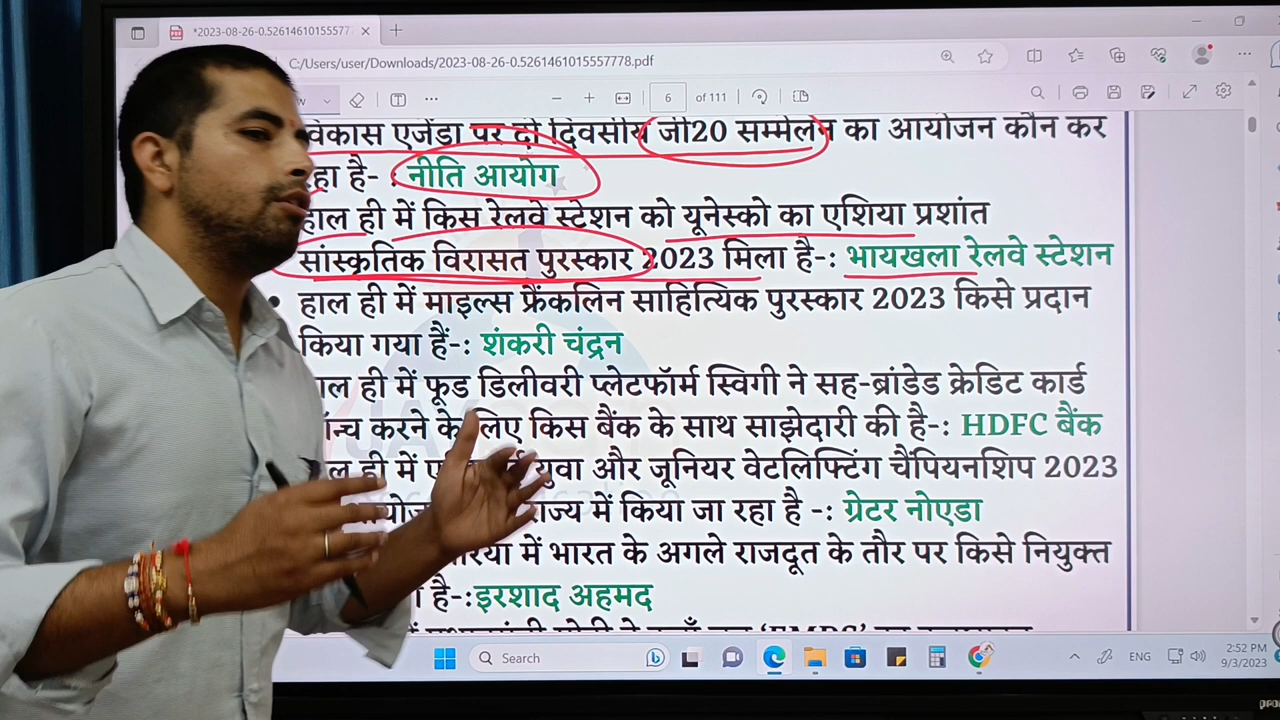 *2023-08-26-0.52614610155577
C:/Users/user/Downloads/2023-08-26-0.5261461015557778.pdf
6 of 111
विकास एजेंडा पर दो दिवसीय जी20 सम्मेलन का आयोजन कौन कर
रहा है- : नीति आयोग
हाल ही में किस रेलवे स्टेशन को यूनेस्को का एशिया प्रशांत
सांस्कृतिक विरासत पुरस्कार 2023 मिला है-: भायखला रेलवे स्टेशन
• हाल ही में माइल्स फ्रैंकलिन साहित्यिक पुरस्कार 2023 किसे प्रदान
किया गया हैं-: शंकरी चंद्रन
हाल ही में फूड डिलीवरी प्लेटफॉर्म स्विगी ने सह-ब्रांडेड क्रेडिट कार्ड
करने के लिए किस बैंक के साथ साझेदारी की है-: HDFC बैंक
ही में युवा और जूनियर वेटलिफ्टिंग चैंपियनशिप 2023
राज्य में किया जा रहा है -: ग्रेटर नोएडा
में भारत के अगले राजदूत के तौर पर किसे नियुक्त
है-:इरशाद अहमद
Search
ENG
2:52 PM
9/3/2023